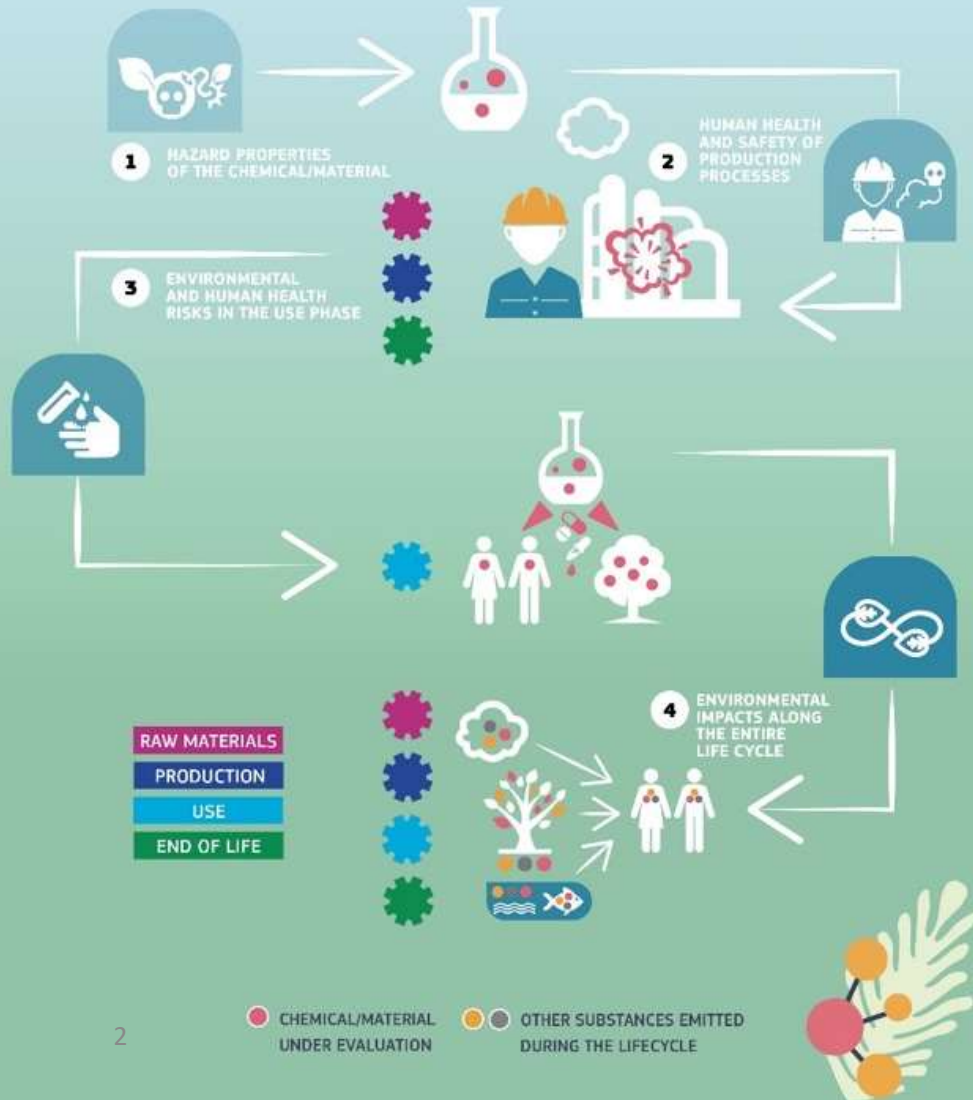 1
HAZARD PROPERTIES
OF THE CHEMICAL/MATERIAL
2
HUMAN HEALTH
AND SAFETY OF
PRODUCTION
PROCESSES
3
ENVIRONMENTAL
AND HUMAN HEALTH
RISKS IN THE USE PHASE
4
ENVIRONMENTAL
IMPACTS ALONG
THE ENTIRE
LIFE CYCLE
RAW MATERIALS
PRODUCTION
USE
END OF LIFE
CHEMICAL/MATERIAL
UNDER EVALUATION
OTHER SUBSTANCES EMITTED
DURING THE LIFECYCLE
2